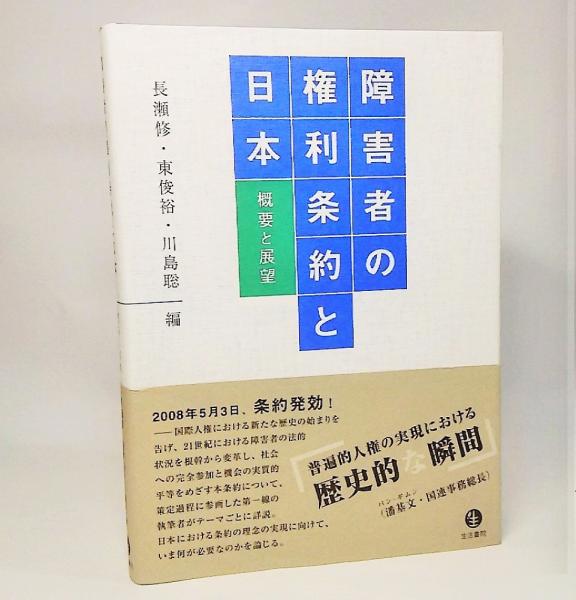 障害者の
権利条約と
日本
概要と展望
長瀬修・東俊裕・川島聡 編
2008年5月3日、条約発効！
――国際人権における新たな歴史の始まりを
告げ、21世紀における障害者の法的
状況を根幹から変革し、社会
への完全参加と機会の実質的
平等をめざす本条約について、
策定過程に参画した第一線の
執筆者がテーマごとに詳説。
日本における条約の理念の実現に向けて、
いま何が必要なのかを論じる。
普遍的人権の実現における
「歴史的な瞬間」
パン・ギムン
（潘基文・国連事務総長）
生
生活書院